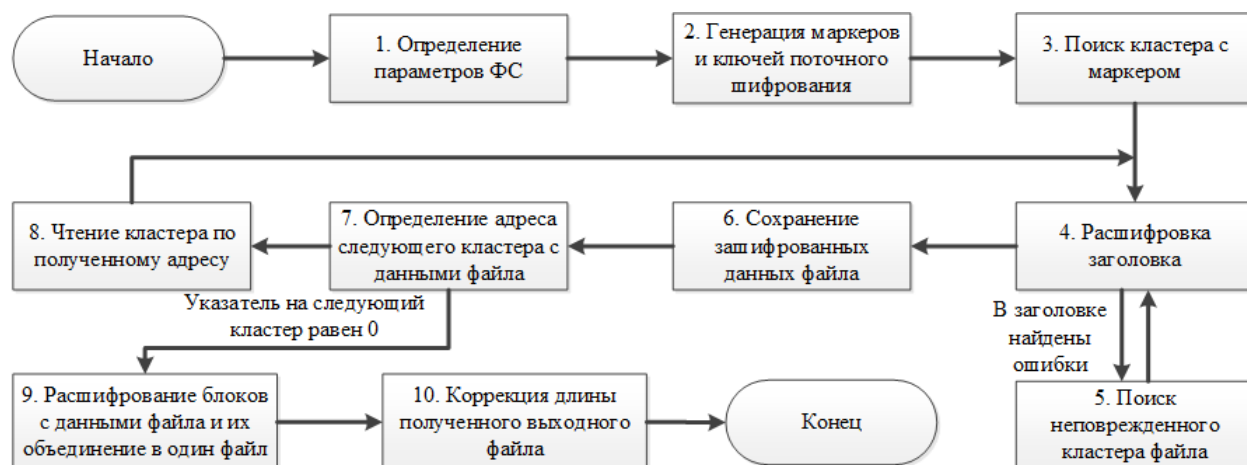 Начало
1. Определение
параметров ФС
2. Генерация маркеров
и ключей поточного
шифрования
3. Поиск кластера с
маркером
8. Чтение кластера по
полученному адресу
7. Определение адреса
следующего кластера с
данными файла
6. Сохранение
зашифрованных
данных файла
4. Расшифровка
заголовка
Указатель на следующий
кластер равен 0
В заголовке
найдены
ошибки
9. Расшифрование блоков
с данными файла и их
объединение в один файл
10. Коррекция длины
полученного выходного
файла
Конец
5. Поиск
неповрежденного
кластера файла